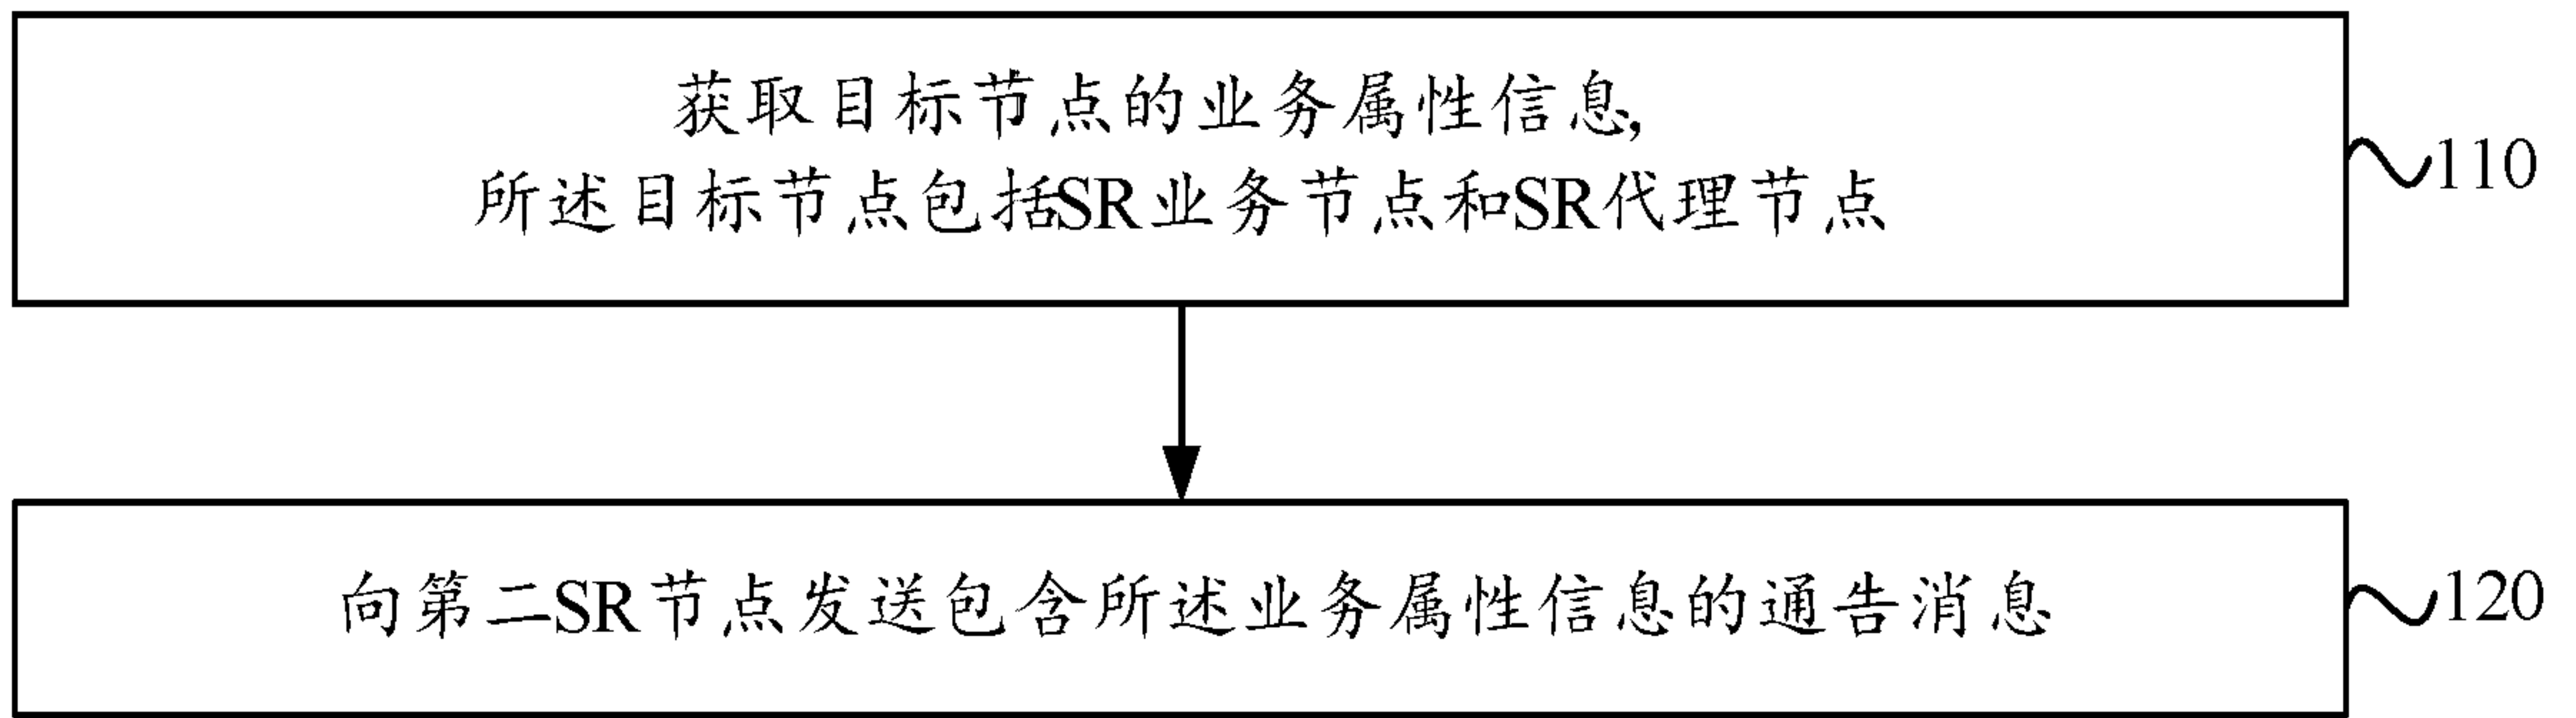 获取目标节点的业务属性信息,
所述目标节点包括SR业务节点和SR代理节点
110
向第二SR节点发送包含所述业务属性信息的通告消息
120